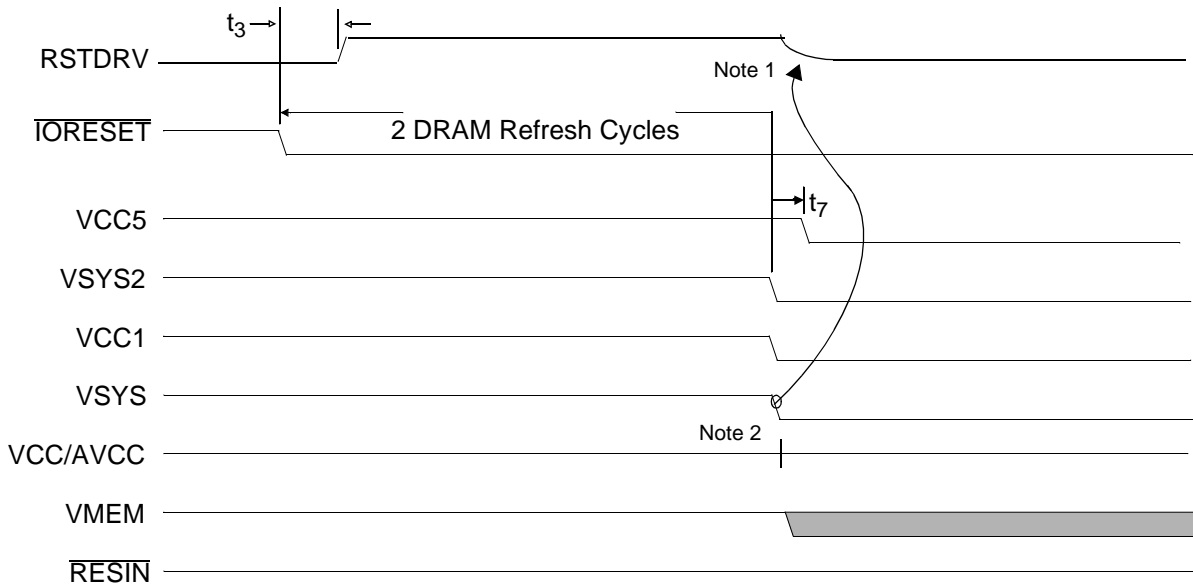 t3
RSTDRV
Note 1
IORESET
2 DRAM Refresh Cycles
VCC5
t7
VSYS2
VCC1
VSYS
Note 2
VCC/AVCC
VMEM
RESIN